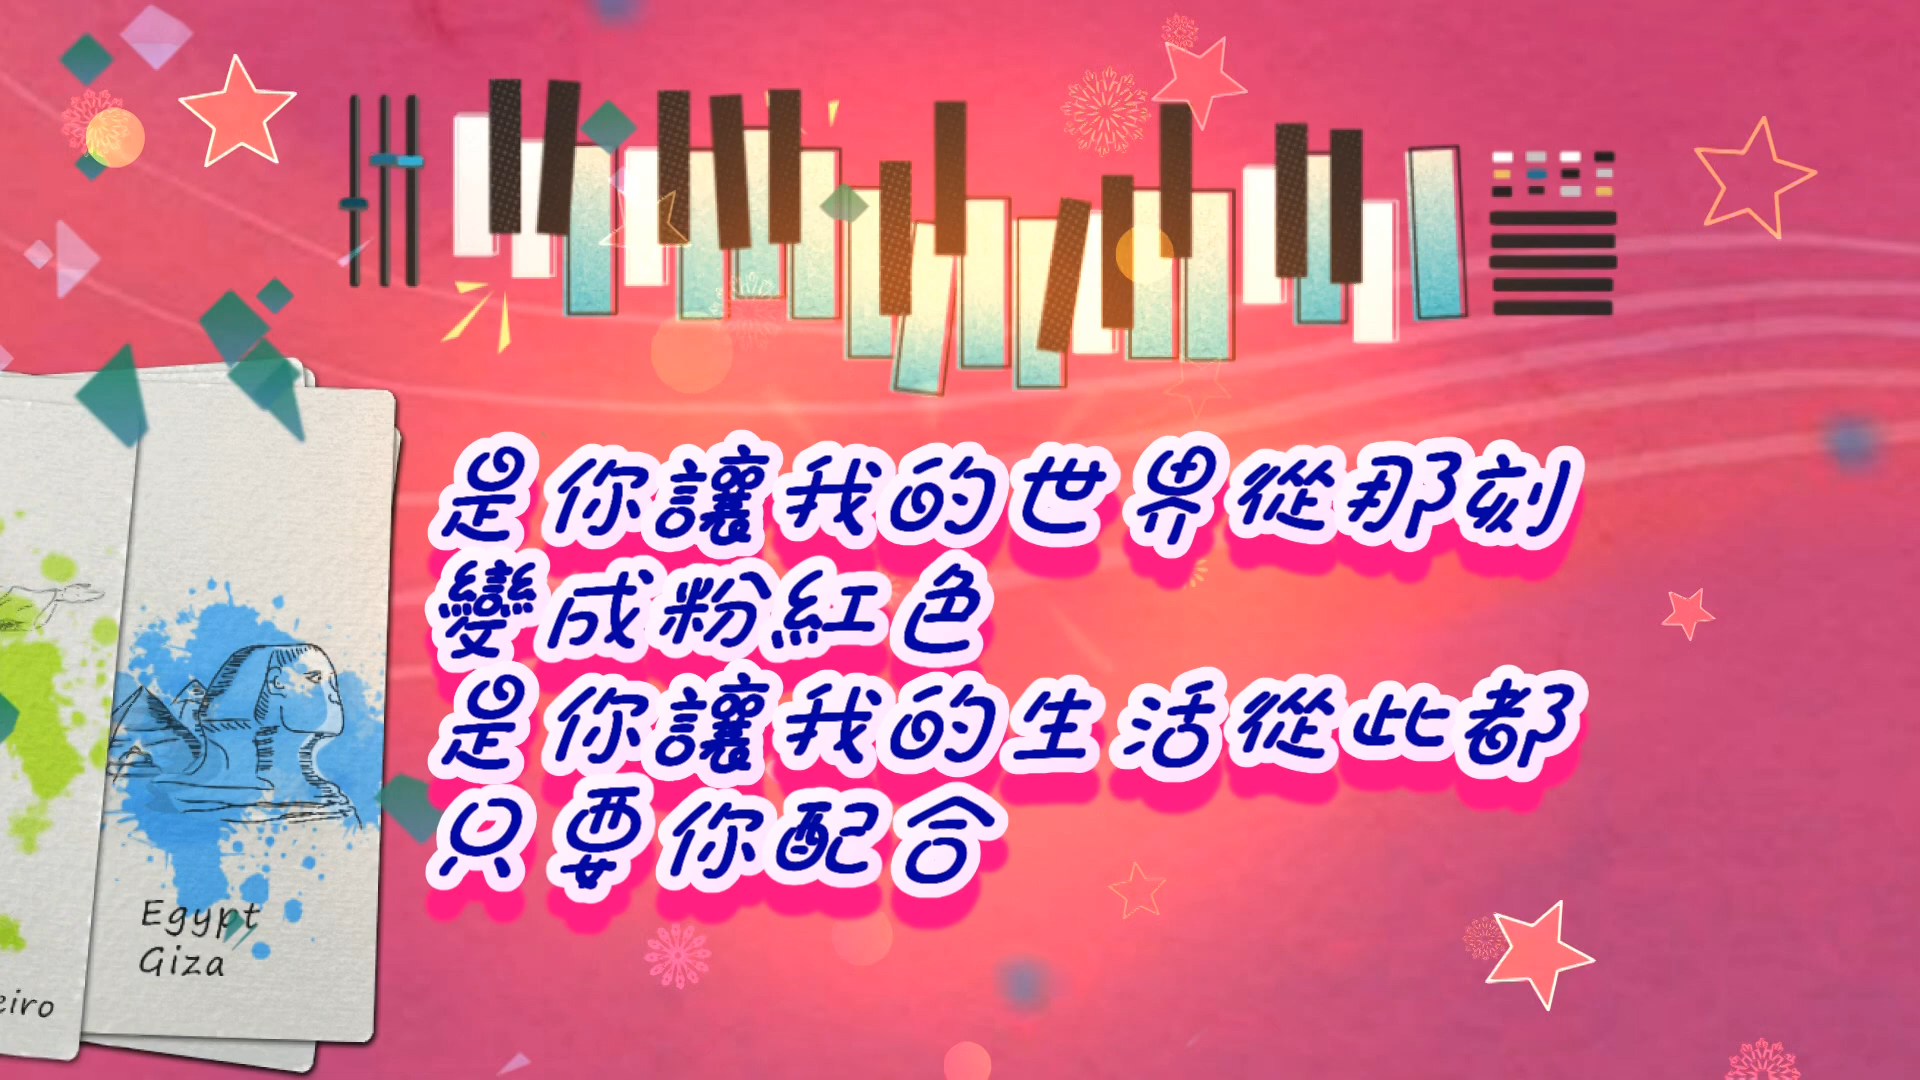 是你讓我的世界從那刻
變成粉紅色
是你讓我的生活從此都
只要你配合
Egypt
Giza
eiro